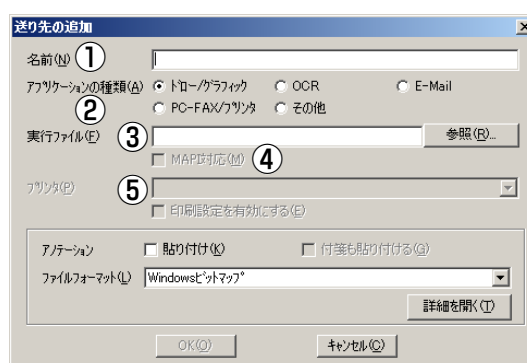 送り先の追加
名前(N) ①
アプリケーションの種類(A) ドロー/グラフィック OCR E-Mail
② PC-FAX/プリンタ その他
実行ファイル(F) ③ 参照(R)...
MAPI対応(M) ④
プリンタ(P) ⑤
印刷設定を有効にする(E)
アノテーション 貼り付け(K) 付箋も貼り付ける(G)
ファイルフォーマット(L) Windowsビットマップ
詳細を開く(T)
OK(O) キャンセル(C)